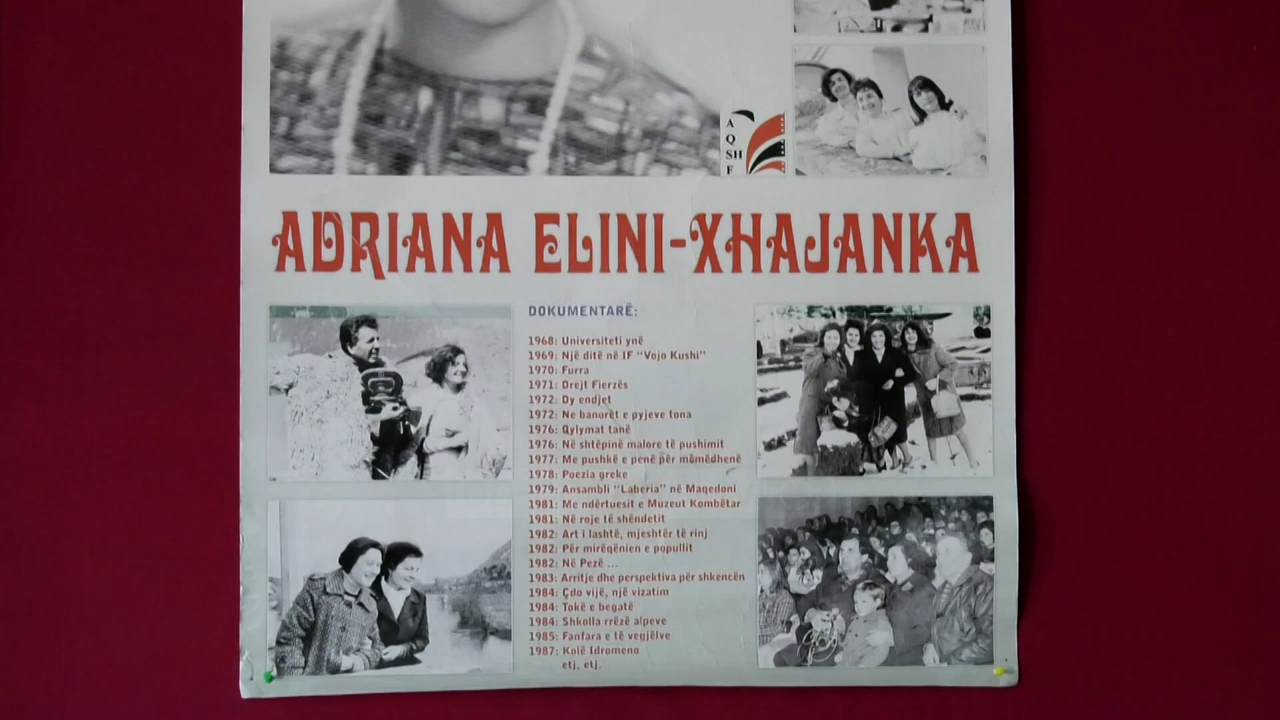 A
Q
SH
F
ADRIANA ELINI-XHAJANKA
DOKUMENTARË:
1968: Universiteti ynë
1969: Një ditë në IF “Vojo Kushi”
1970: Furra
1971: Drejt Fierzës
1972: Dy endjet
1972: Ne banorët e pyjeve tona
1976: Qylymat tanë
1976: Në shtëpinë malore të pushimit
1977: Me pushkë e penë për mëmëdhenë
1978: Poezia greke
1979: Ansambli “Laberia” në Maqedoni
1981: Me ndërtuesit e Muzeut Kombëtar
1981: Në roje të shëndetit
1982: Art i lashtë, mjeshtër të rinj
1982: Për mirëqënien e popullit
1982: Në Pezë ...
1983: Arritje dhe perspektiva për shkencën
1984: Çdo vijë, një vizatim
1984: Tokë e begatë
1984: Shkolla rrëzë alpeve
1985: Fanfara e të vegjëlve
1987: Kolë Idromeno
etj, etj.